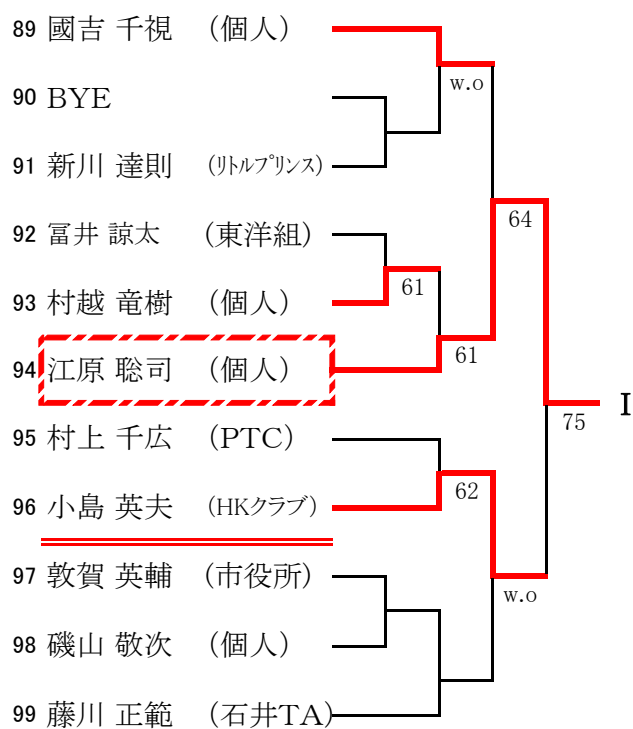 89 國吉 千視 (個人)
w.o
90 BYE
91 新川 達則 (リトルプリンス)
64
92 冨井 諒太 (東洋組)
61
93 村越 竜樹 (個人)
61
94 江原 聡司 (個人)
75
I
95 村上 千広 (PTC)
62
96 小島 英夫 (HKクラブ)
97 敦賀 英輔 (市役所)
w.o
98 磯山 敬次 (個人)
99 藤川 正範 (石井TA)